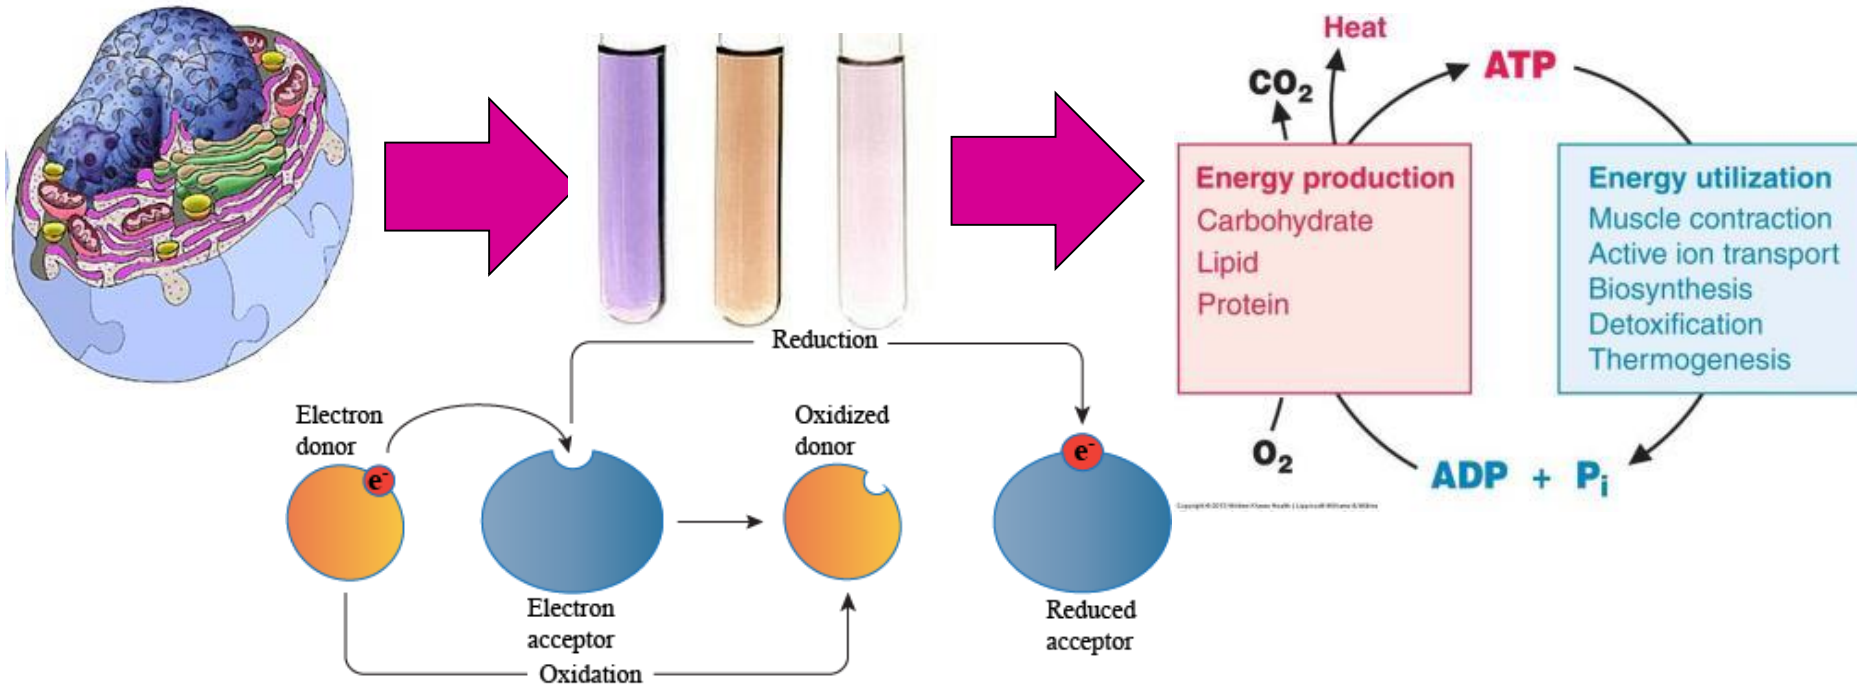 Heat
CO2
ATP
Energy production
Carbohydrate
Lipid
Protein
Energy utilization
Muscle contraction
Active ion transport
Biosynthesis
Detoxification
Thermogenesis
O2
ADP + Pi
Reduction
Electron
donor
Oxidized
donor
e-
e-
Electron
acceptor
Reduced
acceptor
Oxidation